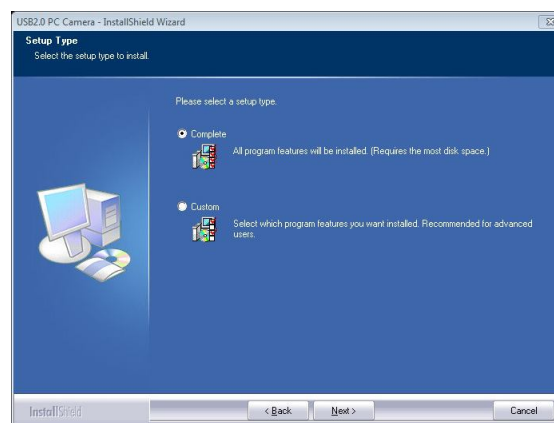 USB2.0 PC Camera - InstallShield Wizard
Setup Type
Select the setup type to install.
Please select a setup type.
Complete
All program features will be installed. (Requires the most disk space.)
Custom
Select which program features you want installed. Recommended for advanced
users.
InstallShield
< Back
Next >
Cancel